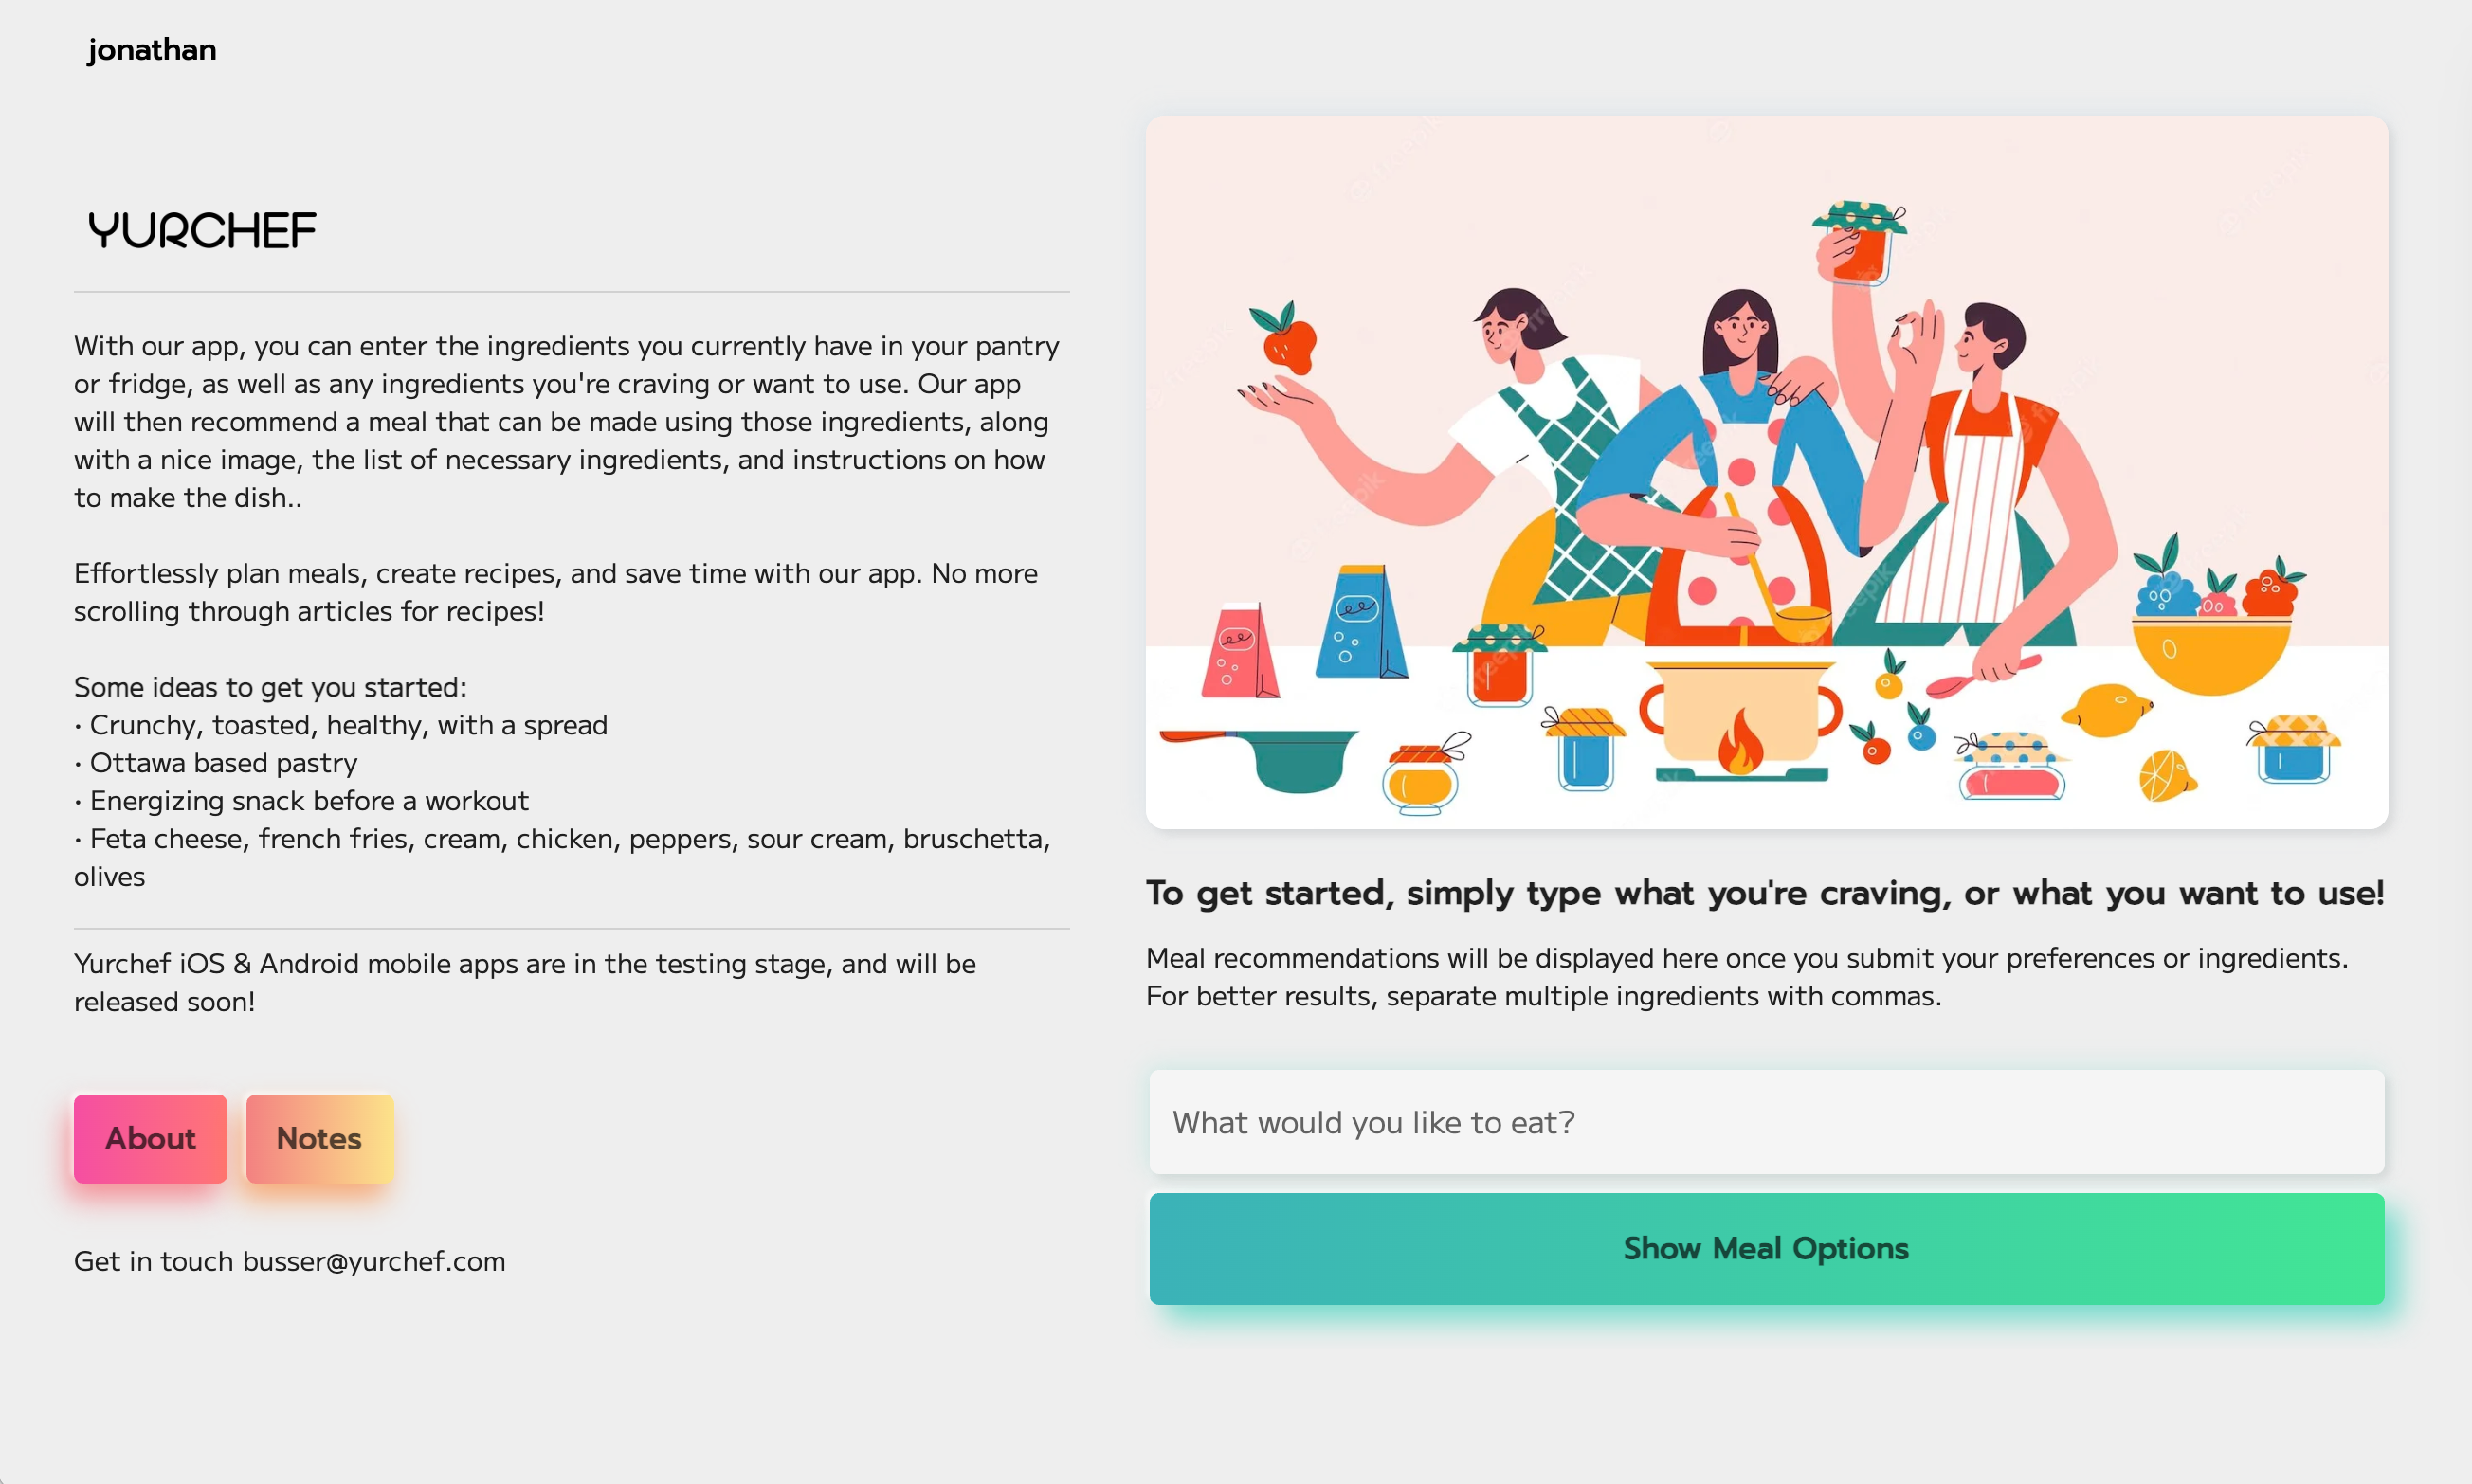 jonathan
YURCHEF
With our app, you can enter the ingredients you currently have in your pantry
or fridge, as well as any ingredients you're craving or want to use. Our app
will then recommend a meal that can be made using those ingredients, along
with a nice image, the list of necessary ingredients, and instructions on how
to make the dish..
Effortlessly plan meals, create recipes, and save time with our app. No more
scrolling through articles for recipes!
Some ideas to get you started:
• Crunchy, toasted, healthy, with a spread
• Ottawa based pastry
• Energizing snack before a workout
• Feta cheese, french fries, cream, chicken, peppers, sour cream, bruschetta,
olives
Yurchef iOS & Android mobile apps are in the testing stage, and will be
released soon!
About
Notes
Get in touch busser@yurchef.com
To get started, simply type what you're craving, or what you want to use!
Meal recommendations will be displayed here once you submit your preferences or ingredients.
For better results, separate multiple ingredients with commas.
What would you like to eat?
Show Meal Options